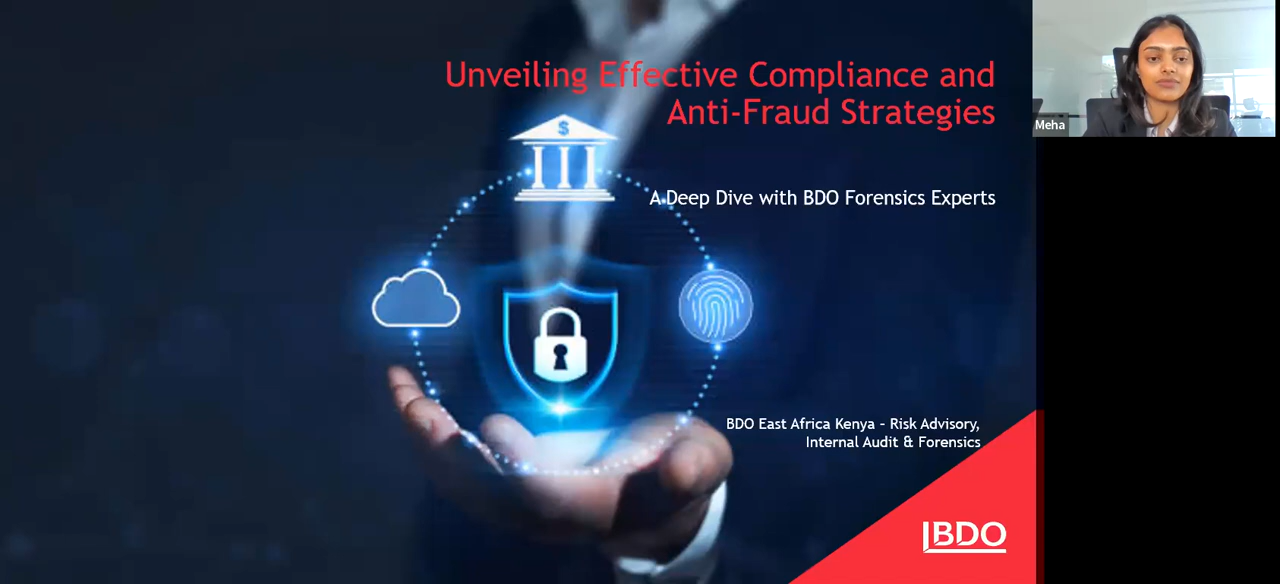 Unveiling Effective Compliance and
Anti-Fraud Strategies
A Deep Dive with BDO Forensics Experts
BDO East Africa Kenya – Risk Advisory,
Internal Audit & Forensics
BDO
Meha
$